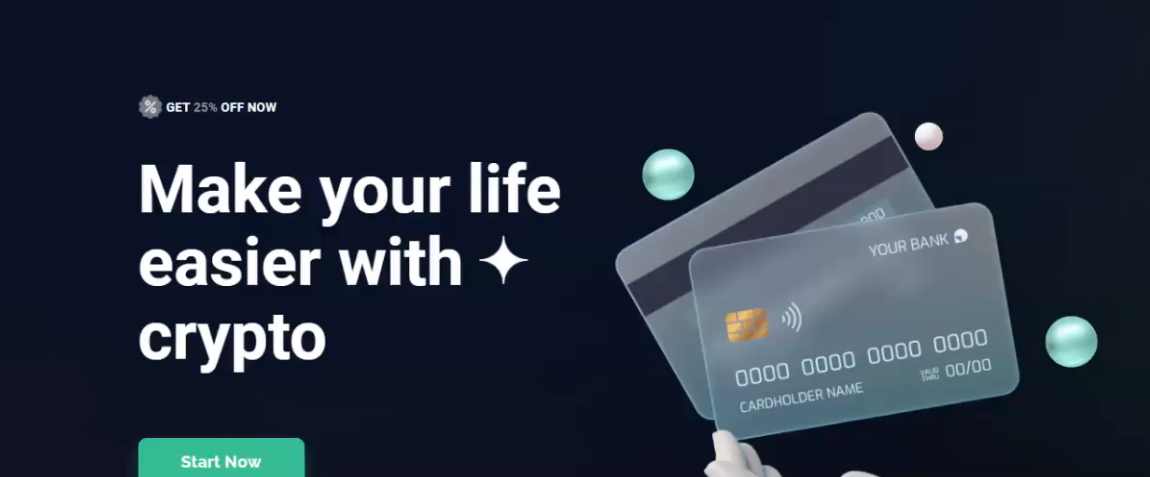 GET 25% OFF NOW
Make your life
easier with
crypto
Start Now
000
YOUR BANK
0000 0000 0000 0000
VALID THRU 00/00
CARDHOLDER NAME